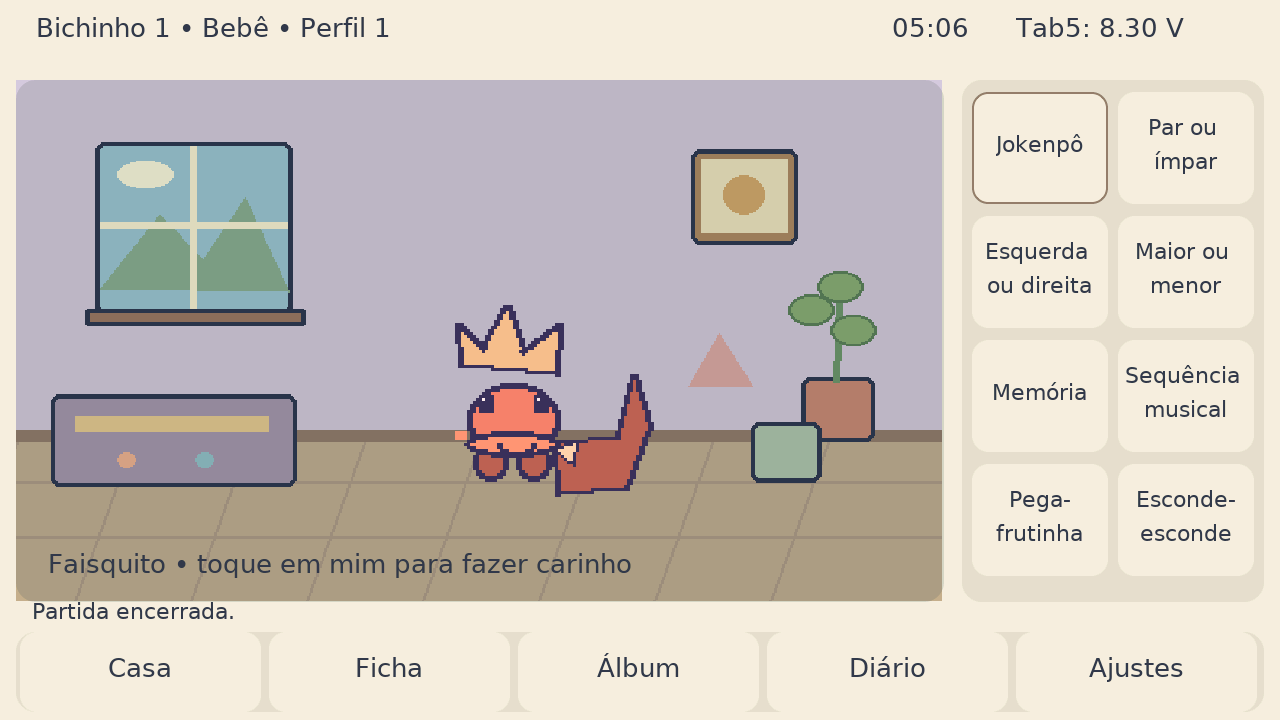 Bichinho 1 • Bebê • Perfil 1
05:06
Tab5: 8.30 V
Jokenpô
Par ou
ímpar
Esquerda
ou direita
Maior ou
menor
Memória
Sequência
musical
Pega-
frutinha
Esconde-
esconde
Faisquito • toque em mim para fazer carinho
Partida encerrada.
Casa
Ficha
Álbum
Diário
Ajustes